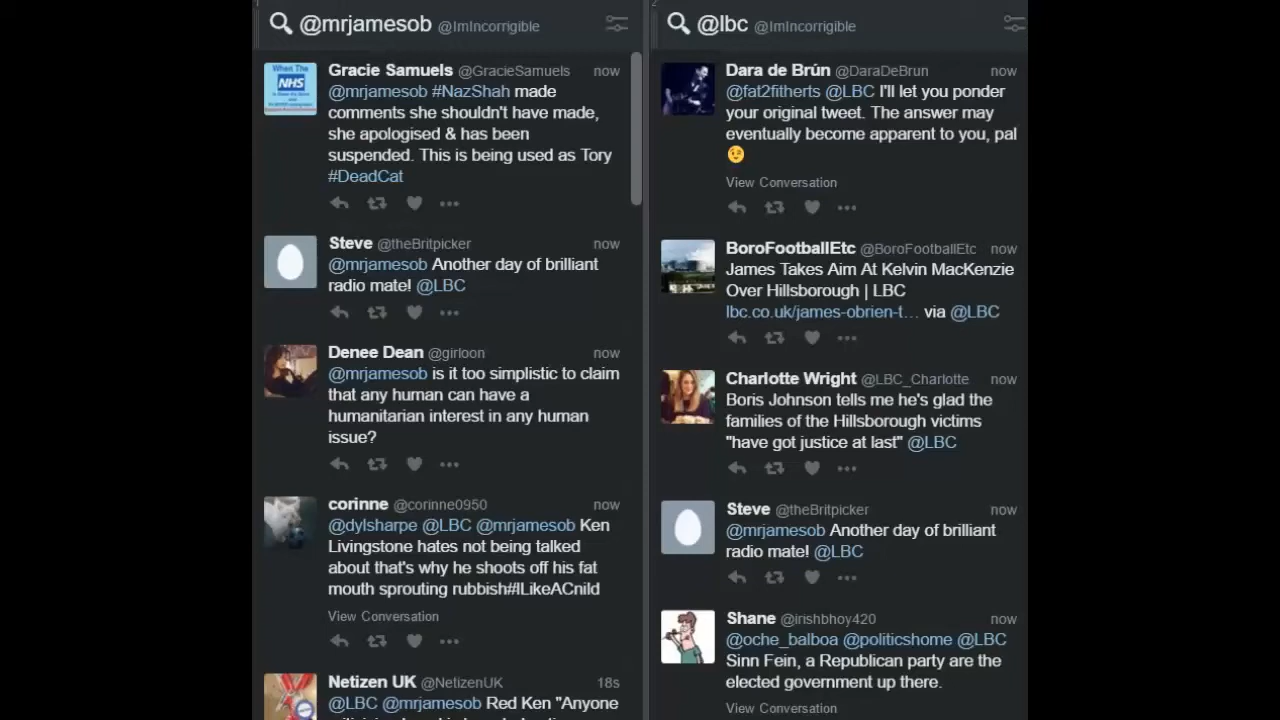 @mrjamesob @ImIncorrigible
Gracie Samuels @GracieSamuels now
@mrjamesob #NazShah made
comments she shouldn't have made,
she apologised & has been
suspended. This is being used as Tory
#DeadCat
Steve @theBritpicker now
@mrjamesob Another day of brilliant
radio mate! @LBC
Denee Dean @girloon now
@mrjamesob is it too simplistic to claim
that any human can have a
humanitarian interest in any human
issue?
corinne @corinne0950 now
@dylsharpe @LBC @mrjamesob Ken
Livingstone hates not being talked
about that's why he shoots off his fat
mouth sprouting rubbish#ILikeACnild
View Conversation
Netizen UK @NetizenUK 18s
@LBC @mrjamesob Red Ken "Anyone
2
@lbc @ImIncorrigible
Dara de Brún @DaraDeBrun now
@fat2fitherts @LBC I'll let you ponder
your original tweet. The answer may
eventually become apparent to you, pal
😉
View Conversation
BoroFootballEtc @BoroFootballEtc now
James Takes Aim At Kelvin MacKenzie
Over Hillsborough | LBC
lbc.co.uk/james-obrien-t… via @LBC
Charlotte Wright @LBC_Charlotte now
Boris Johnson tells me he's glad the
families of the Hillsborough victims
"have got justice at last" @LBC
Steve @theBritpicker now
@mrjamesob Another day of brilliant
radio mate! @LBC
Shane @irishbhoy420 now
@oche_balboa @politicshome @LBC
Sinn Fein, a Republican party are the
elected government up there.
View Conversation